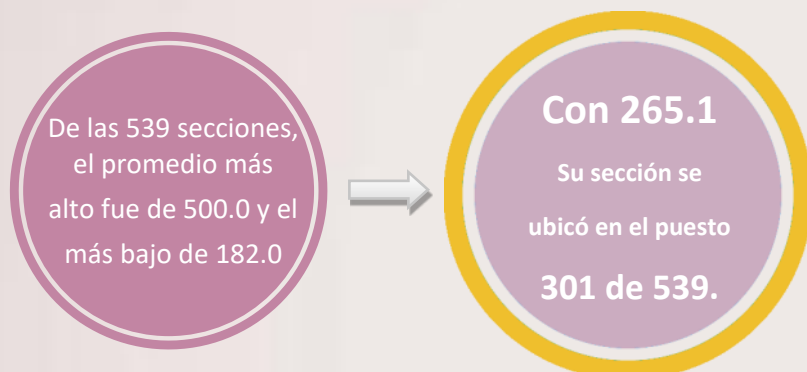 De las 539 secciones,
el promedio más
alto fue de 500.0 y el
más bajo de 182.0
Con 265.1
Su sección se
ubicó en el puesto
301 de 539.